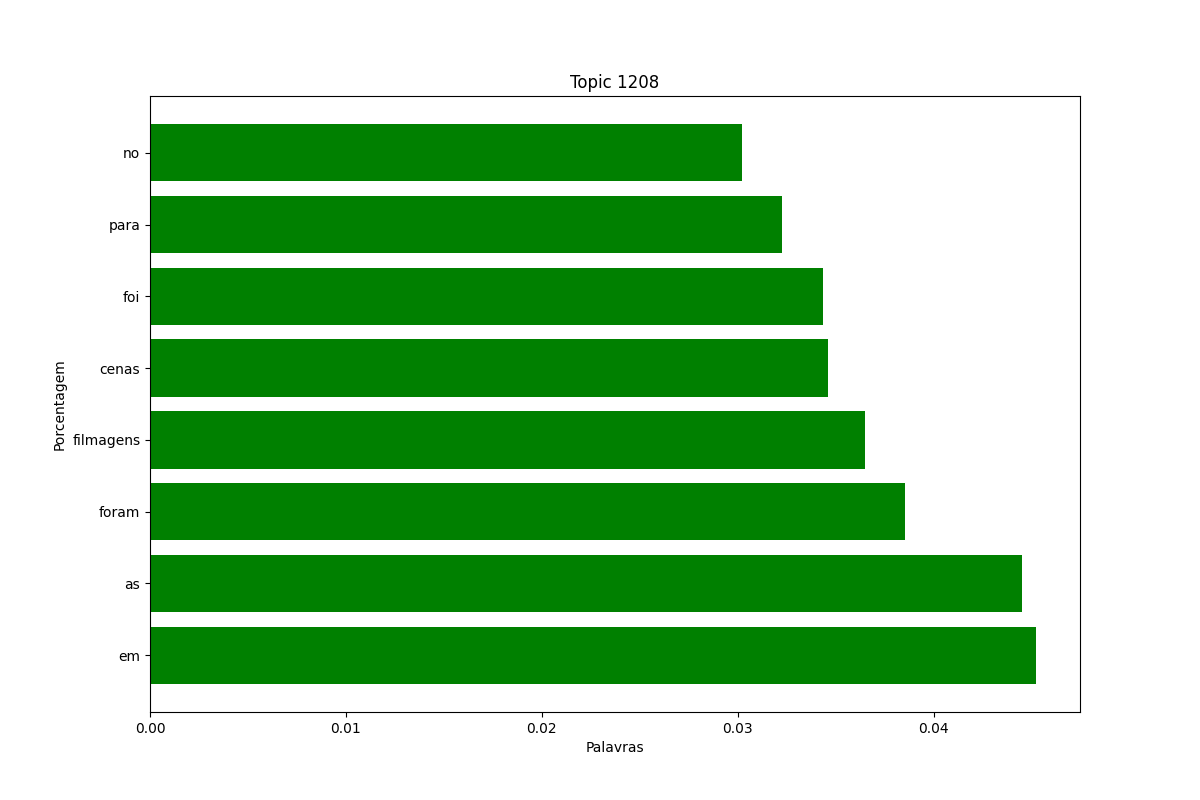 Topic 1208
no
para
foi
cenas
filmagens
foram
as
em
Porcentagem
0.00 0.01 0.02 0.03 0.04
Palavras